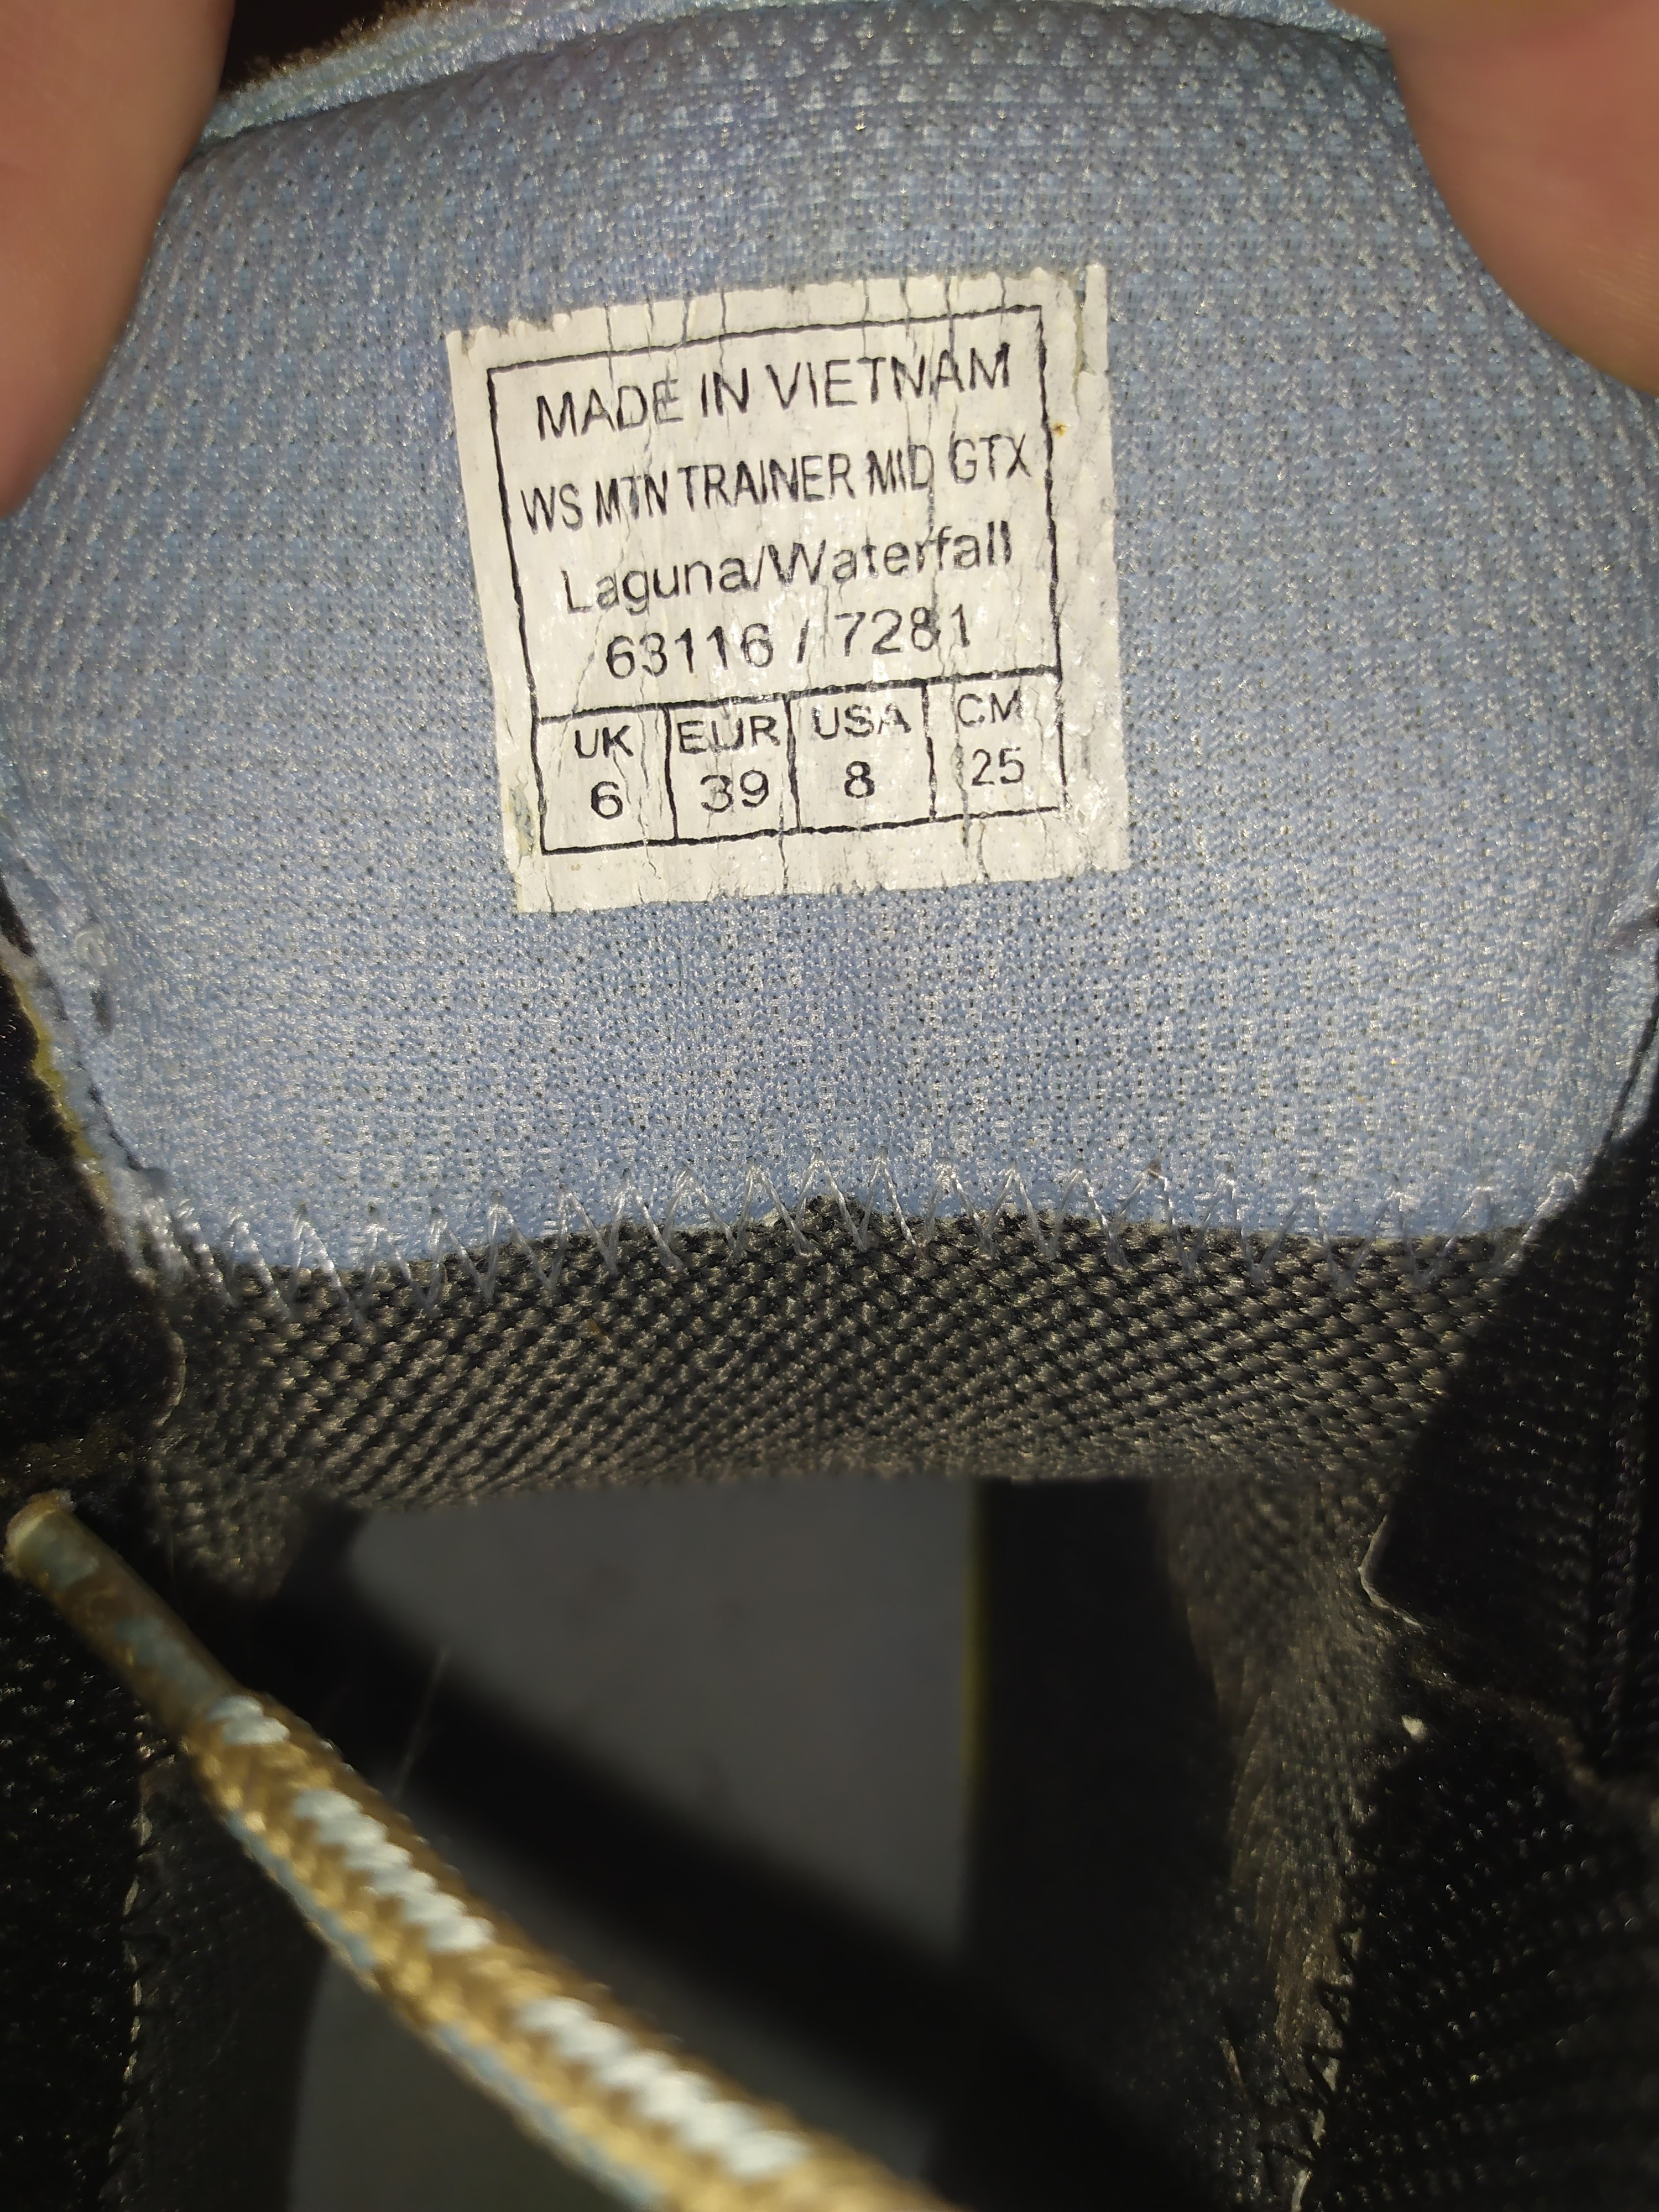 MADE IN VIETNAM
WS MTN TRAINER MID GTX
Laguna/Waterfall
63116 / 7281
UK EUR USA CM
6 39 8 25